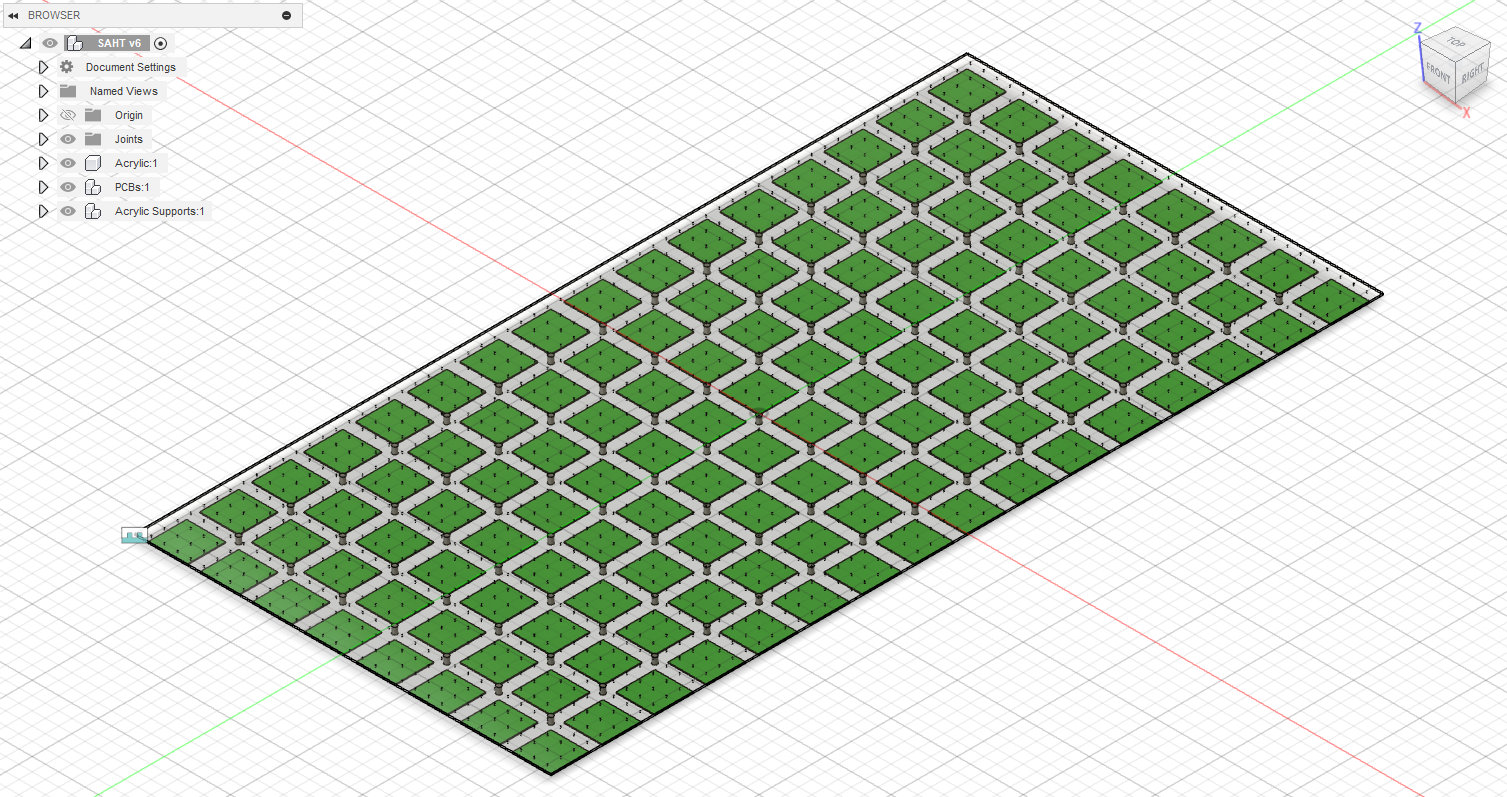 BROWSER
SAHT v6
Document Settings
Named Views
Origin
Joints
Acrylic:1
PCBs:1
Acrylic Supports:1
Z
TOP
FRONT
RIGHT
X